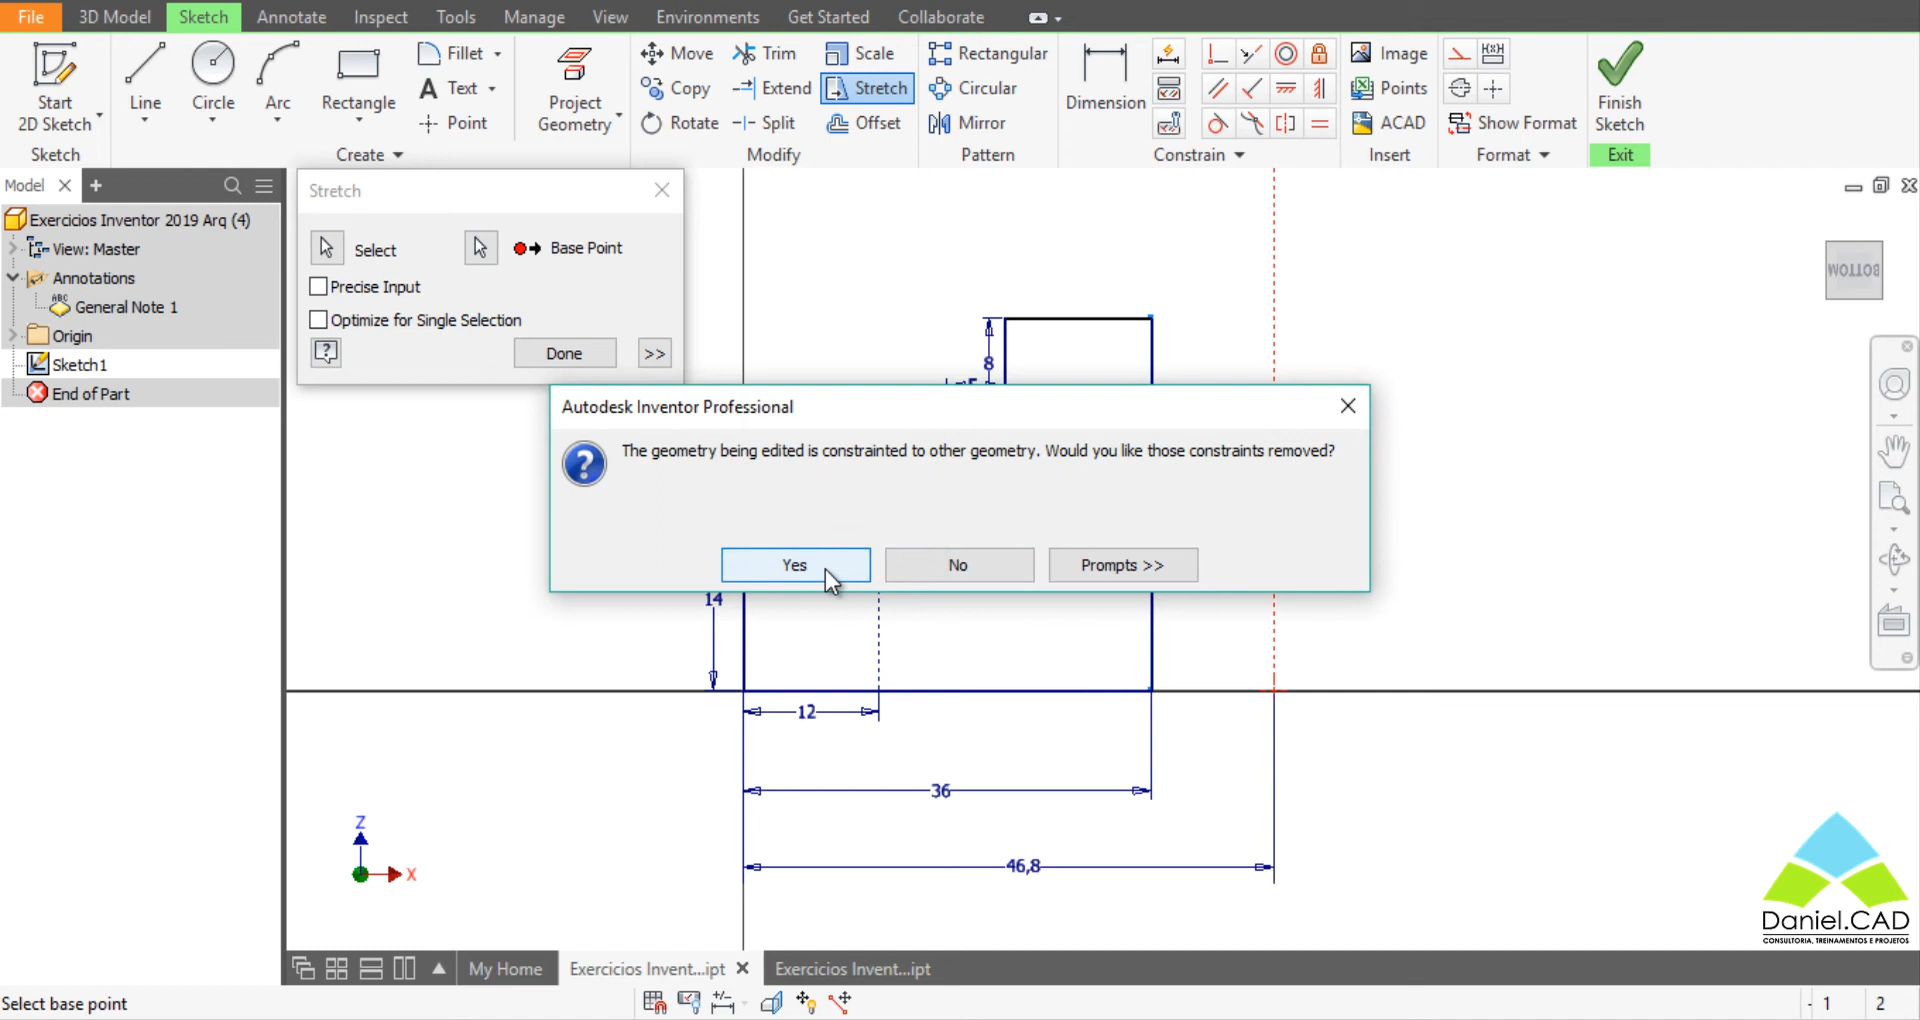 File 3D Model Sketch Annotate Inspect Tools Manage View Environments Get Started Collaborate
Start
2D Sketch
Line
Circle
Arc
Rectangle
Fillet
Text
Point
Project
Geometry
Move
Copy
Rotate
Trim
Extend
Split
Scale
Stretch
Offset
Rectangular
Circular
Mirror
Dimension
Image
Points
ACAD
Show Format
Finish
Sketch
Sketch
Create
Modify
Pattern
Constrain
Insert
Format
Exit
Model
Exercicios Inventor 2019 Arq (4)
View: Master
Annotations
ABC
General Note 1
Origin
Sketch1
End of Part
Stretch
Select
Base Point
Precise Input
Optimize for Single Selection
Done
>>
BOTTOM
8
Autodesk Inventor Professional
The geometry being edited is constrainted to other geometry. Would you like those constraints removed?
Yes
No
Prompts >>
14
12
36
46,8
Z
X
Daniel.CAD
CONSULTORIA, TREINAMENTOS E PROJETOS
My Home
Exercicios Invent...ipt
Exercicios Invent...ipt
Select base point
1
2